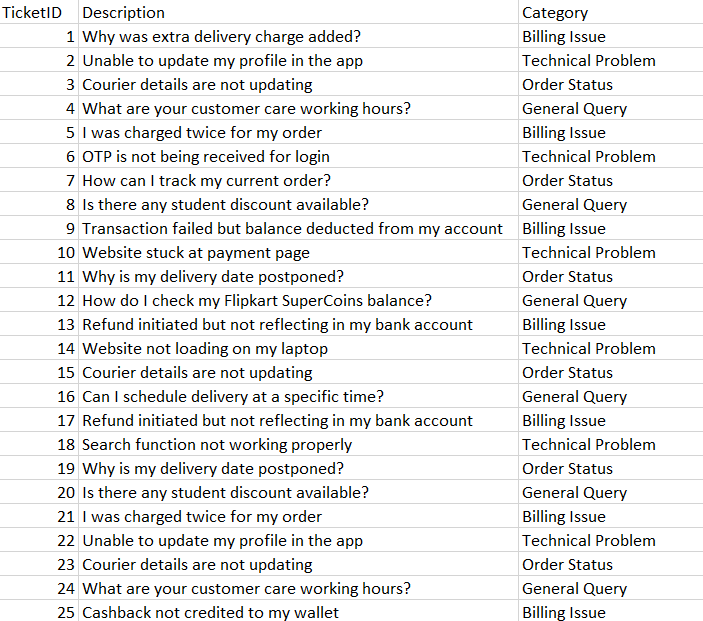 TicketID Description Category
1 Why was extra delivery charge added? Billing Issue
2 Unable to update my profile in the app Technical Problem
3 Courier details are not updating Order Status
4 What are your customer care working hours? General Query
5 I was charged twice for my order Billing Issue
6 OTP is not being received for login Technical Problem
7 How can I track my current order? Order Status
8 Is there any student discount available? General Query
9 Transaction failed but balance deducted from my account Billing Issue
10 Website stuck at payment page Technical Problem
11 Why is my delivery date postponed? Order Status
12 How do I check my Flipkart SuperCoins balance? General Query
13 Refund initiated but not reflecting in my bank account Billing Issue
14 Website not loading on my laptop Technical Problem
15 Courier details are not updating Order Status
16 Can I schedule delivery at a specific time? General Query
17 Refund initiated but not reflecting in my bank account Billing Issue
18 Search function not working properly Technical Problem
19 Why is my delivery date postponed? Order Status
20 Is there any student discount available? General Query
21 I was charged twice for my order Billing Issue
22 Unable to update my profile in the app Technical Problem
23 Courier details are not updating Order Status
24 What are your customer care working hours? General Query
25 Cashback not credited to my wallet Billing Issue